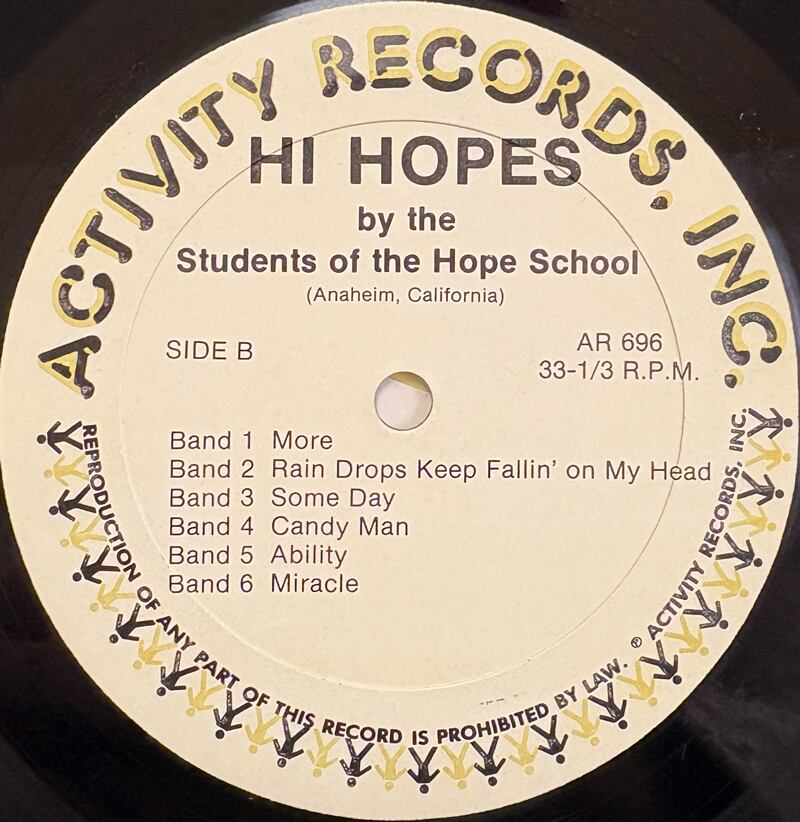 ACTIVITY RECORDS, INC.
HI HOPES
by the
Students of the Hope School
(Anaheim, California)
SIDE B
AR 696
33-1/3 R.P.M.
Band 1 More
Band 2 Rain Drops Keep Fallin' on My Head
Band 3 Some Day
Band 4 Candy Man
Band 5 Ability
Band 6 Miracle
REPRODUCTION OF ANY PART OF THIS RECORD IS PROHIBITED BY LAW. ℗ ACTIVITY RECORDS, INC.